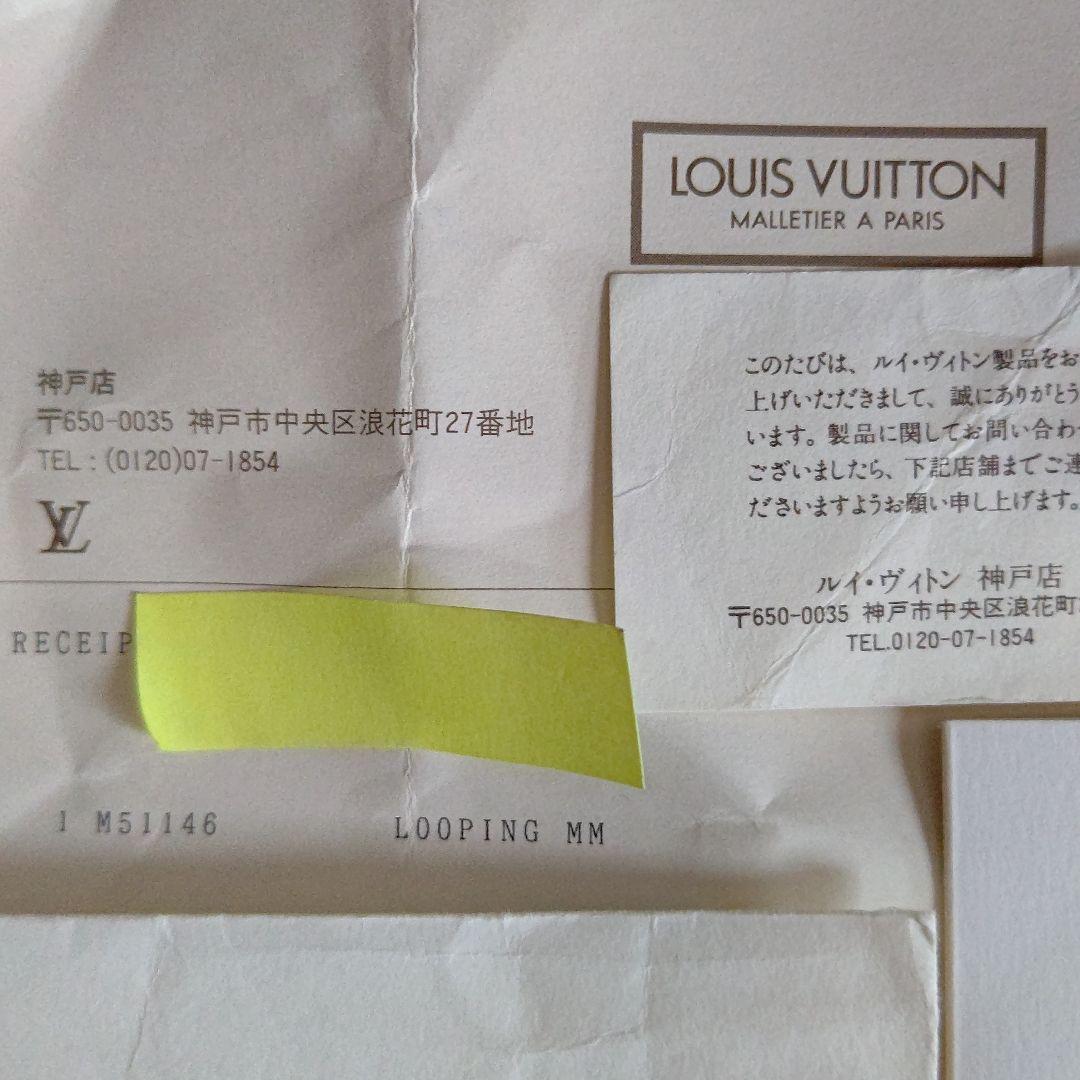 LOUIS VUITTON
MALLETIER A PARIS
神戸店
〒650-0035 神戸市中央区浪花町27番地
TEL : (0120)07-1854
LV
RECEIP
1 M51146 LOOPING MM
このたびは、ルイ・ヴィトン製品をお
上げいただきまして、誠にありがとう
います。製品に関してお問い合わ
ございましたら、下記店舗までご連
ださいますようお願い申し上げます。
ルイ・ヴィトン 神戸店
〒650-0035 神戸市中央区浪花町
TEL.0120-07-1854